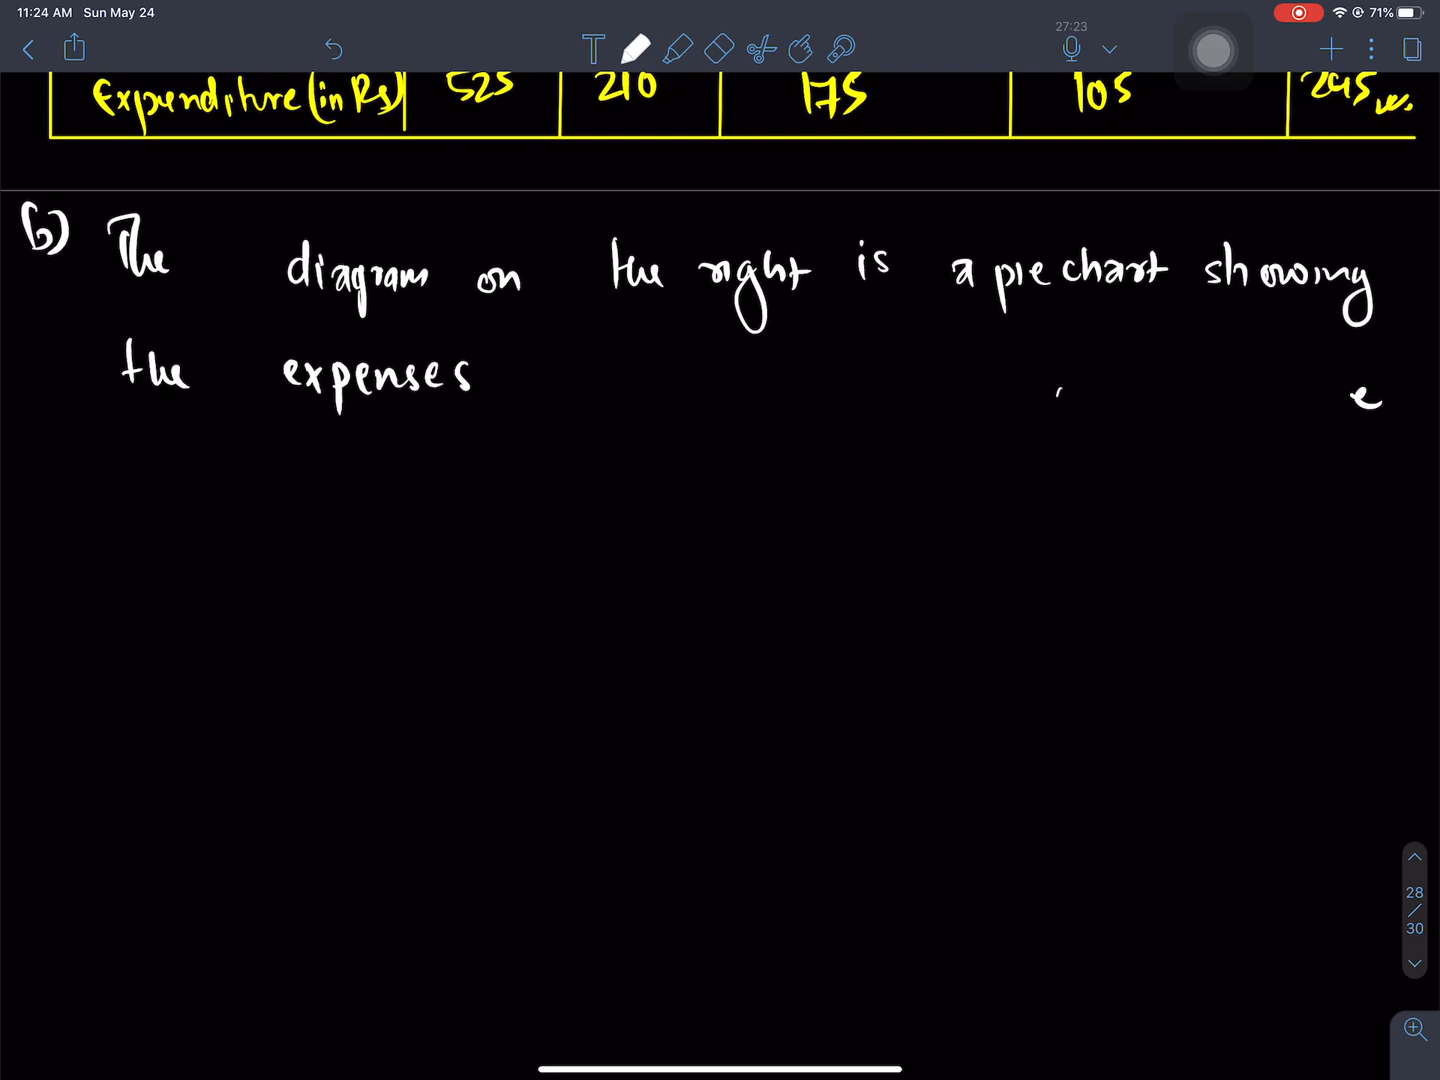 11:24 AM Sun May 24
71%
27:23
Expenditure (in Rs) 525 210 175 105 245
b) The diagram on the right is a pie chart showing
the expenses e
28
/
30